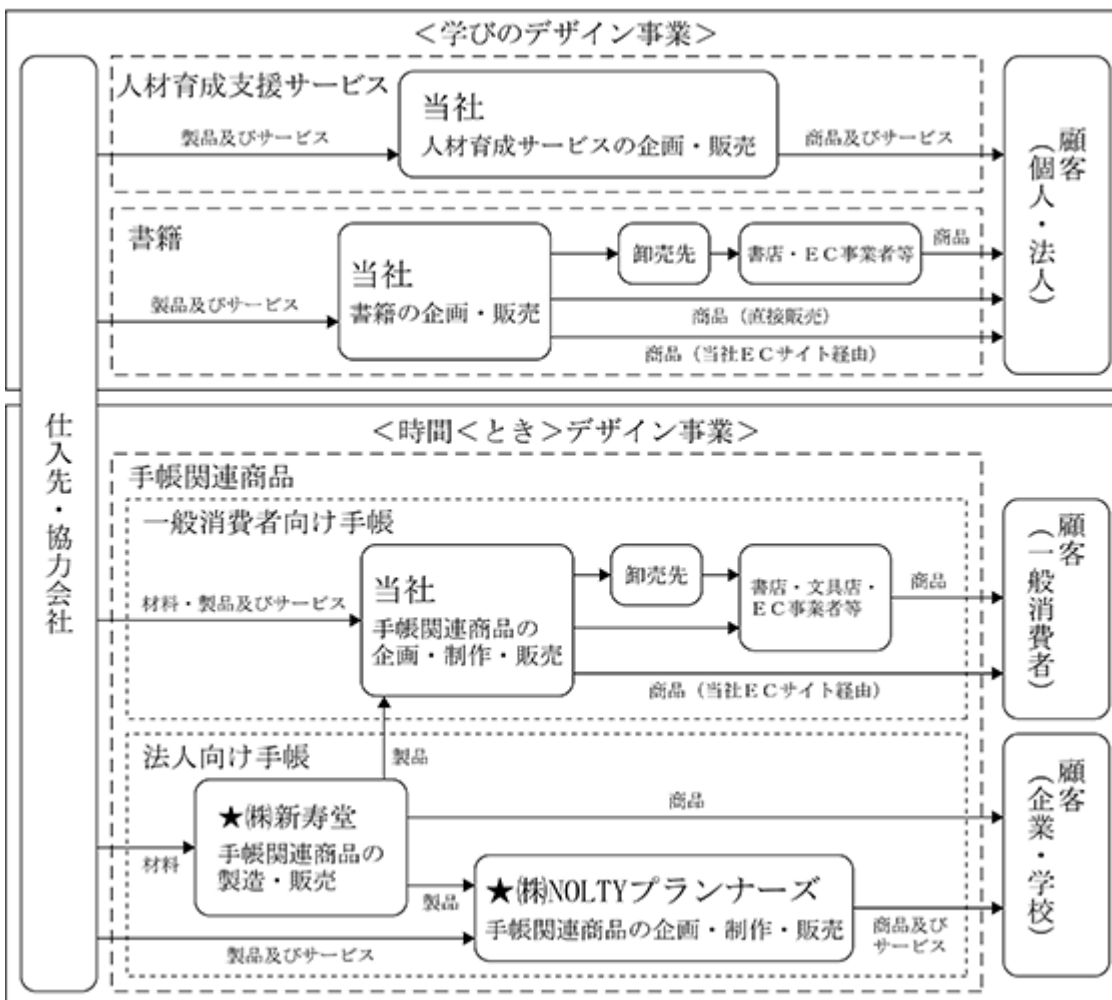 ＜学びのデザイン事業＞
人材育成支援サービス
製品及びサービス
当社
人材育成サービスの企画・販売
商品及びサービス
書籍
製品及びサービス
当社
書籍の企画・販売
卸売先
書店・ＥＣ事業者等
商品
商品（直接販売）
商品（当社ＥＣサイト経由）
顧客
（個人・法人）
仕入先・協力会社
＜時間＜とき＞デザイン事業＞
手帳関連商品
一般消費者向け手帳
材料・製品及びサービス
当社
手帳関連商品の
企画・制作・販売
卸売先
書店・文具店・
ＥＣ事業者等
商品
商品（当社ＥＣサイト経由）
顧客
（一般消費者）
法人向け手帳
製品
材料
★㈱新寿堂
手帳関連商品の
製造・販売
商品
製品
製品及びサービス
★㈱NOLTYプランナーズ
手帳関連商品の企画・制作・販売
商品及び
サービス
顧客
（企業・学校）